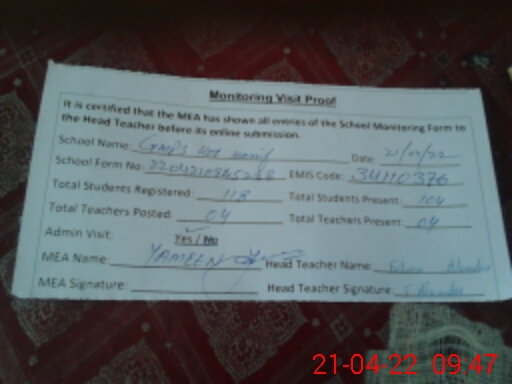 Monitoring Visit Proof
It is certified that the MEA has shown all entries of the School Monitoring Form to
the Head Teacher before its online submission.
School Name: GMPS Kot Date: 21/04/22
School Form No: EMIS Code: 34110376
Total Students Registered: 118 Total Students Present: 104
Total Teachers Posted: 04 Total Teachers Present: 04
Admin Visit: Yes / No
MEA Name: YAMEEN Head Teacher Name:
MEA Signature: Head Teacher Signature:
21-04-22 09:47